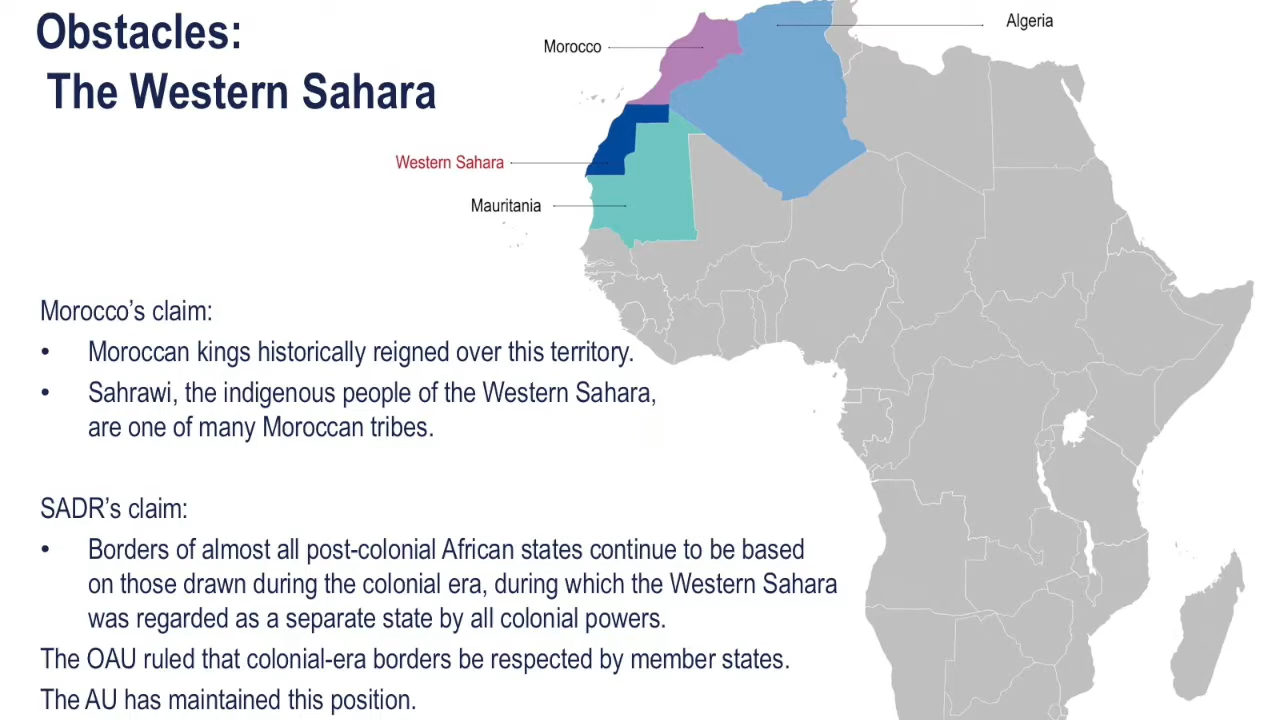 Obstacles:
The Western Sahara
Algeria
Morocco
Western Sahara
Mauritania
Morocco’s claim:
• Moroccan kings historically reigned over this territory.
• Sahrawi, the indigenous people of the Western Sahara,
are one of many Moroccan tribes.
SADR’s claim:
• Borders of almost all post-colonial African states continue to be based
on those drawn during the colonial era, during which the Western Sahara
was regarded as a separate state by all colonial powers.
The OAU ruled that colonial-era borders be respected by member states.
The AU has maintained this position.